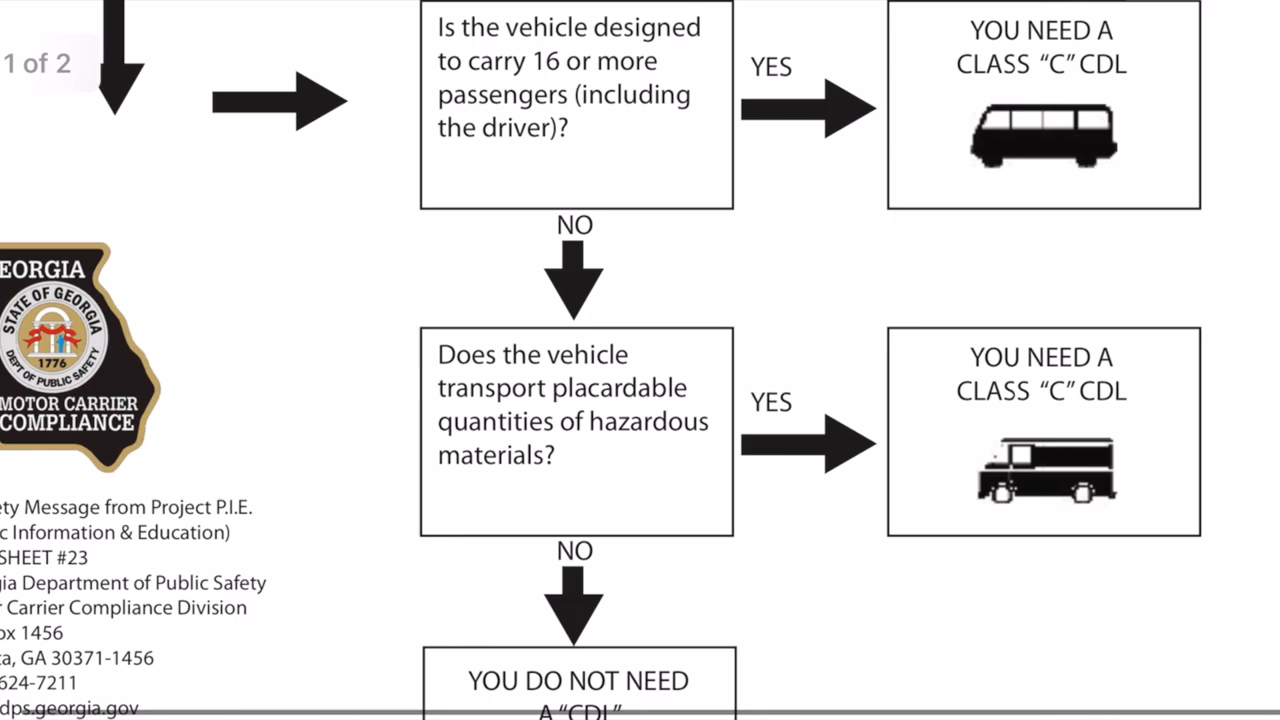 1 of 2
Is the vehicle designed
to carry 16 or more
passengers (including
the driver)?
YES
YOU NEED A
CLASS “C” CDL
NO
Does the vehicle
transport placardable
quantities of hazardous
materials?
YES
YOU NEED A
CLASS “C” CDL
NO
YOU DO NOT NEED
A “CDL”
EORGIA
STATE OF GEORGIA
1776
DEPT OF PUBLIC SAFETY
MOTOR CARRIER
COMPLIANCE
ety Message from Project P.I.E.
c Information & Education)
SHEET #23
gia Department of Public Safety
r Carrier Compliance Division
ox 1456
ta, GA 30371-1456
624-7211
dps.georgia.gov